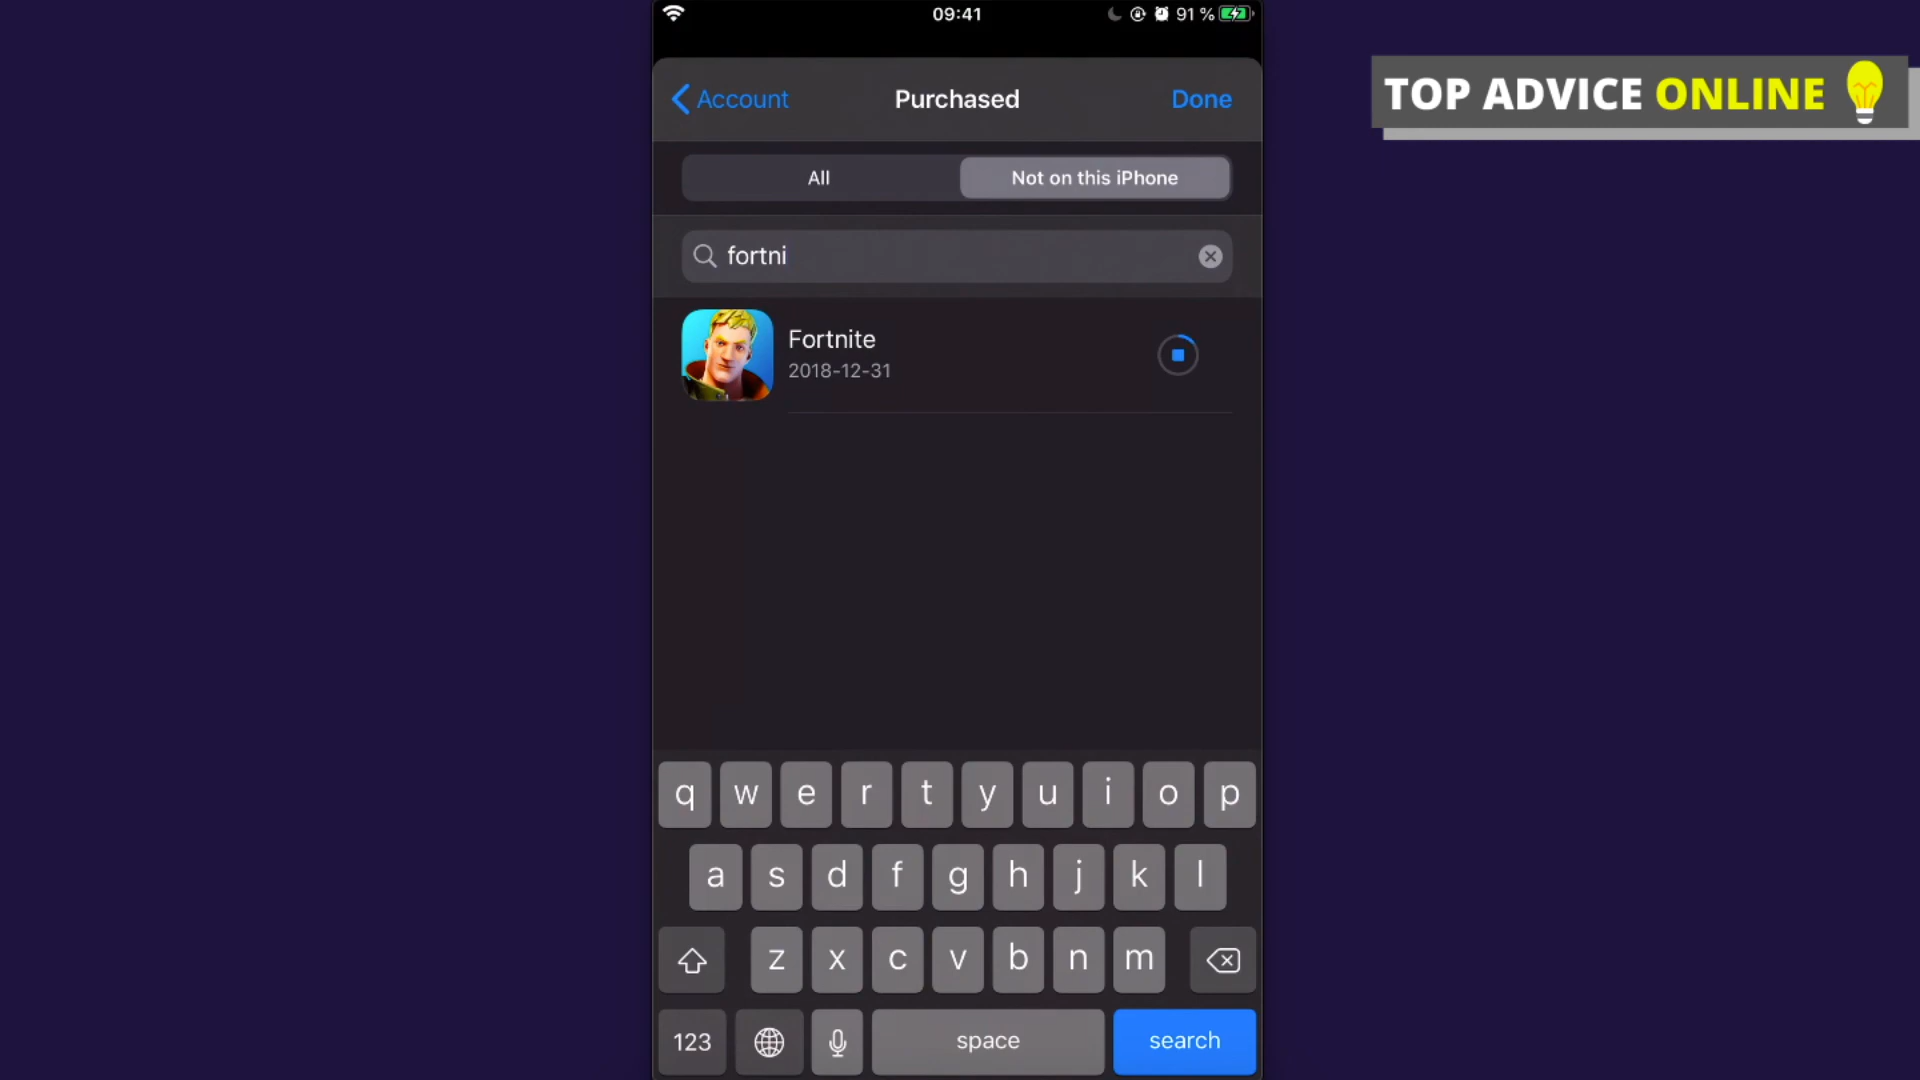 09:41
91 %
TOP ADVICE ONLINE
Account
Purchased
Done
All
Not on this iPhone
fortni
Fortnite
2018-12-31
q w e r t y u i o p
a s d f g h j k l
z x c v b n m
123
space
search